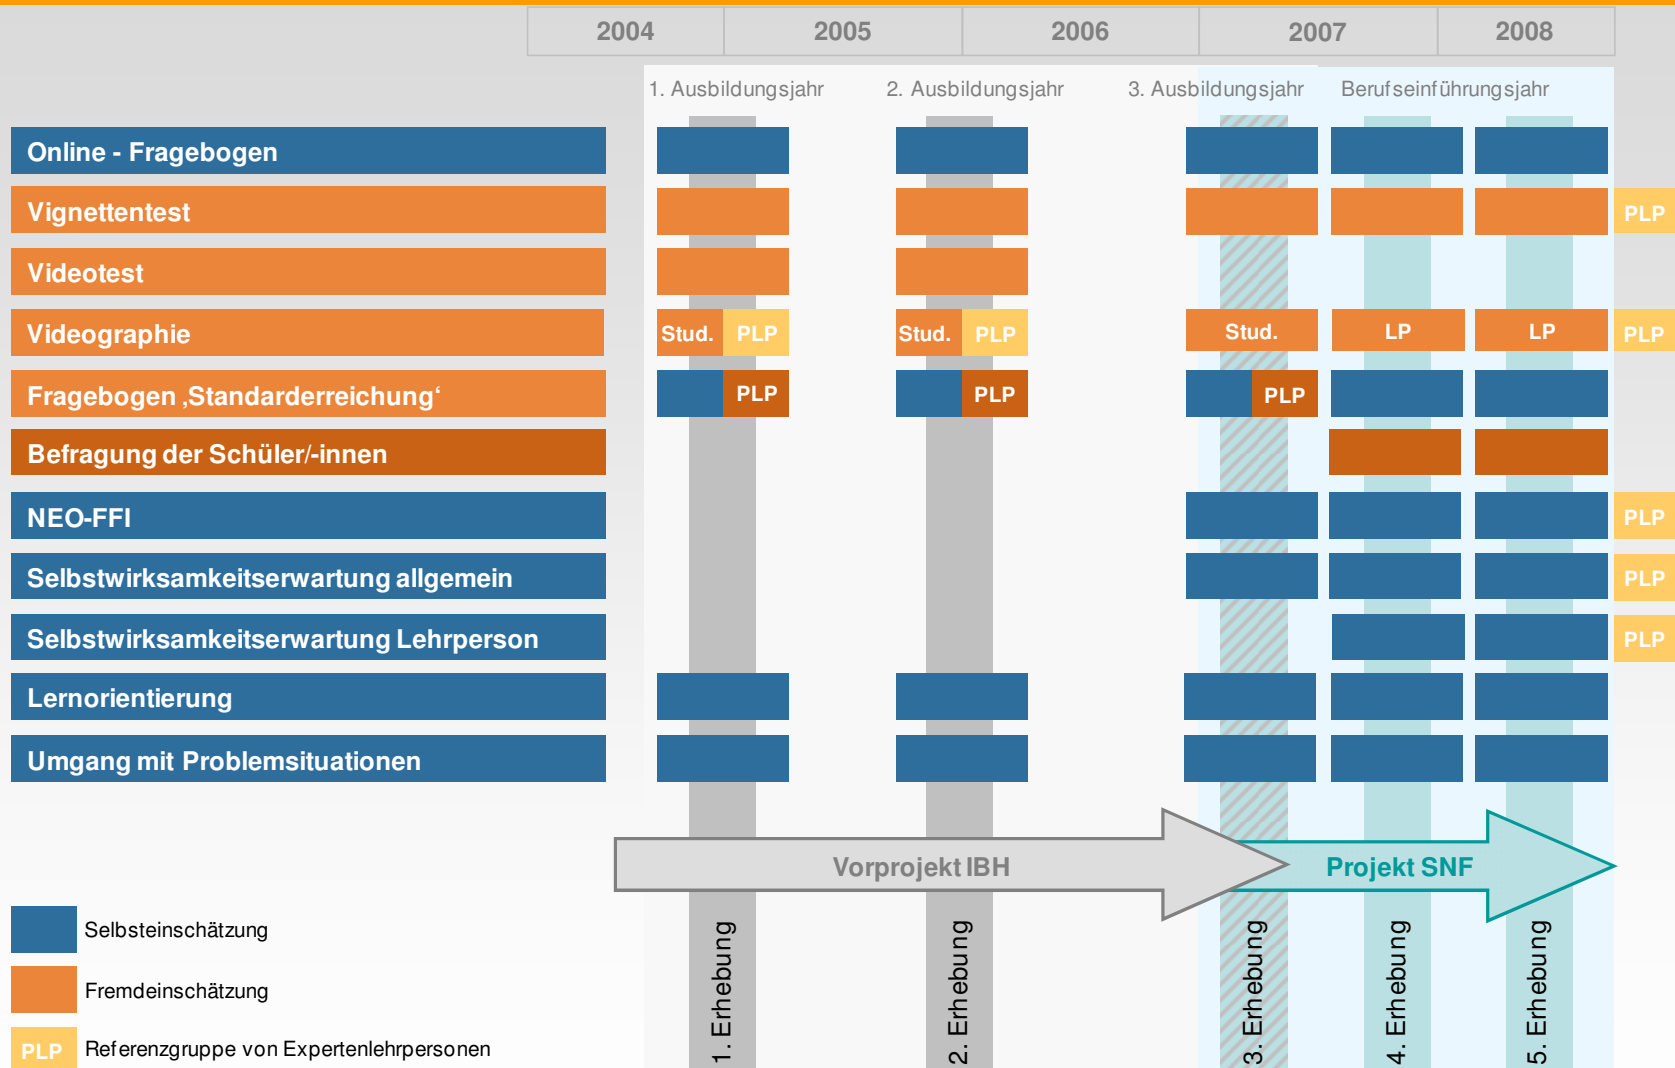 2004 2005 2006 2007 2008
1. Ausbildungsjahr 2. Ausbildungsjahr 3. Ausbildungsjahr Berufseinführungsjahr
Online - Fragebogen
Vignettentest PLP
Videotest
Videographie Stud. PLP Stud. PLP Stud. LP LP PLP
Fragebogen ‚Standarderreichung‘ PLP PLP PLP
Befragung der Schüler/-innen
NEO-FFI PLP
Selbstwirksamkeitserwartung allgemein PLP
Selbstwirksamkeitserwartung Lehrperson PLP
Lernorientierung
Umgang mit Problemsituationen
Vorprojekt IBH Projekt SNF
1. Erhebung
2. Erhebung
3. Erhebung
4. Erhebung
5. Erhebung
Selbsteinschätzung
Fremdeinschätzung
PLP Referenzgruppe von Expertenlehrpersonen